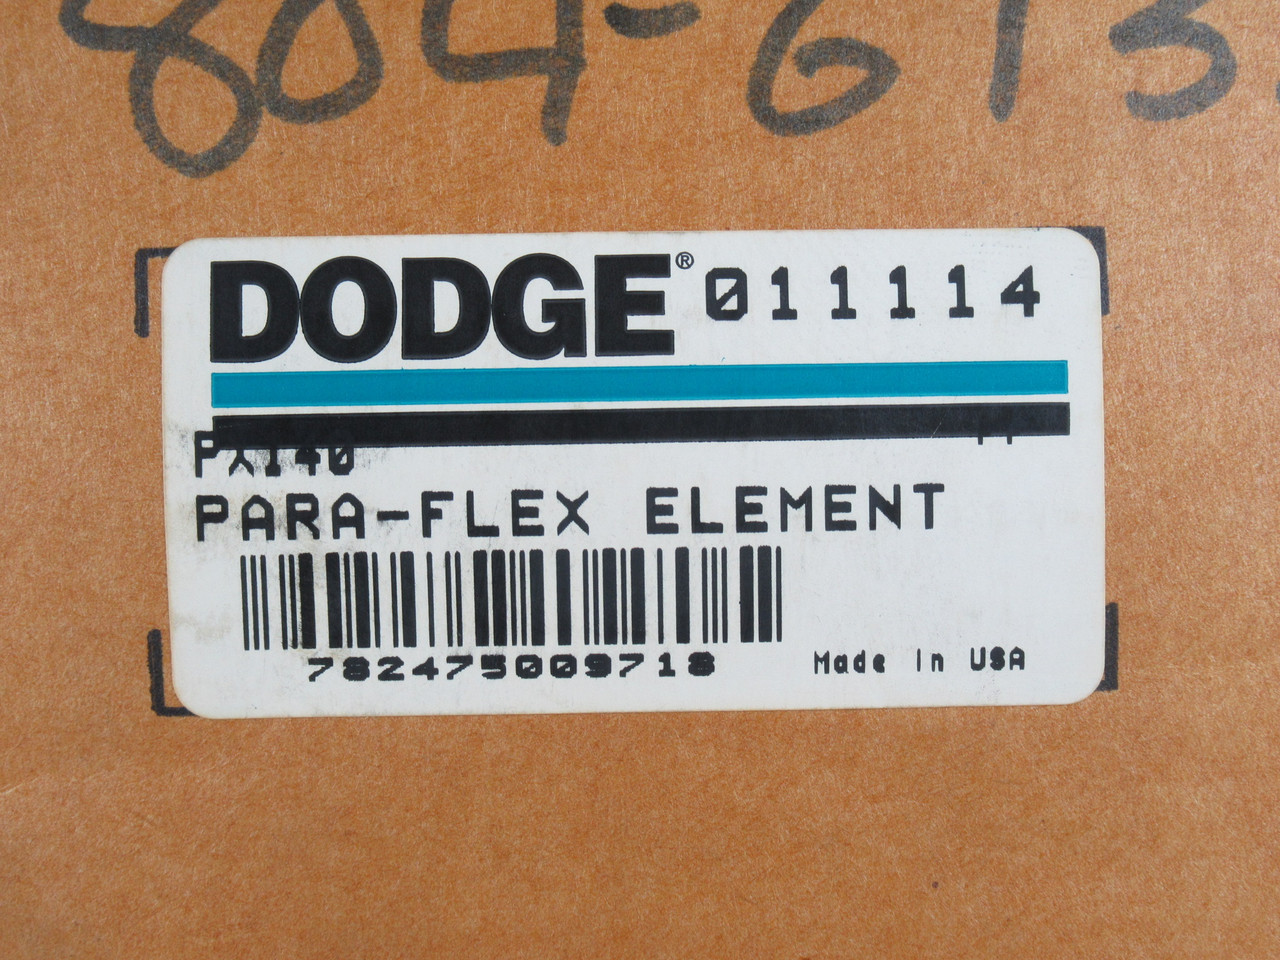 804-613
DODGE® 011114
PX140
PARA-FLEX ELEMENT
782475009718
Made In USA